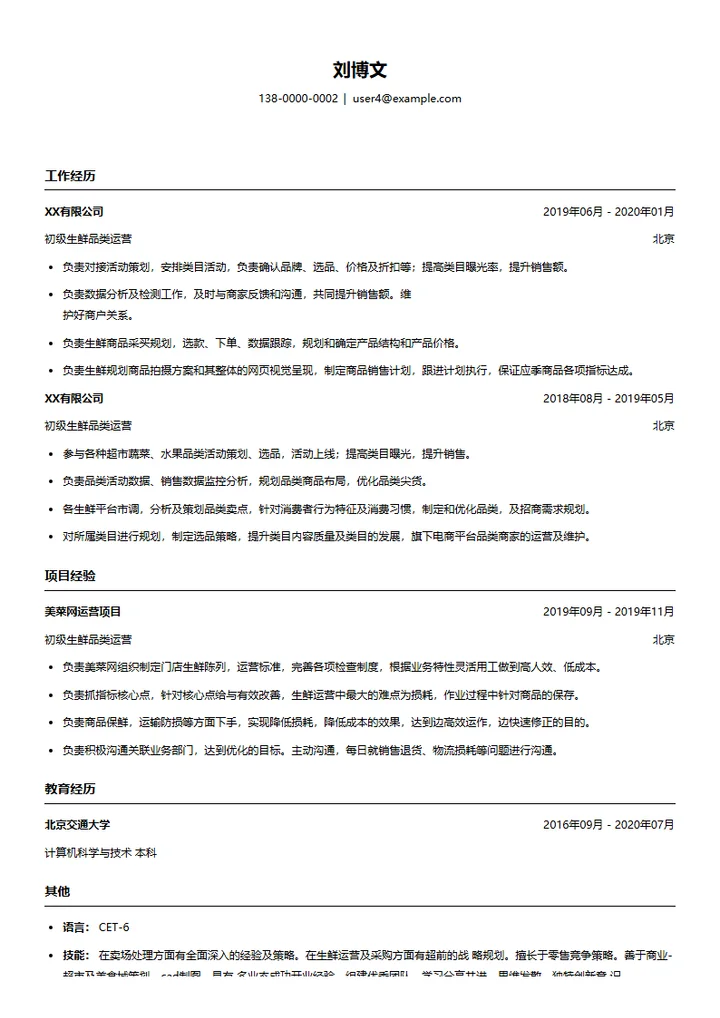 刘博文
138-0000-0002 | user4@example.com
工作经历
XX有限公司 2019年06月 - 2020年01月
初级生鲜品类运营 北京
• 负责对接活动策划，安排类目活动，负责确认品牌、选品、价格及折扣等；提高类目曝光率，提升销售额。
• 负责数据分析及检测工作，及时与商家反馈和沟通，共同提升销售额。维
护好商户关系。
• 负责生鲜商品采买规划，选款、下单、数据跟踪，规划和确定产品结构和产品价格。
• 负责生鲜规划商品拍摄方案和其整体的网页视觉呈现，制定商品销售计划，跟进计划执行，保证应季商品各项指标达成。
XX有限公司 2018年08月 - 2019年05月
初级生鲜品类运营 北京
• 参与各种超市蔬菜、水果品类活动策划、选品，活动上线；提高类目曝光，提升销售。
• 负责品类活动数据、销售数据监控分析，规划品类商品布局，优化品类尖货。
• 各生鲜平台市调，分析及策划品类卖点，针对消费者行为特征及消费习惯，制定和优化品类，及招商需求规划。
• 对所属类目进行规划，制定选品策略，提升类目内容质量及类目的发展，旗下电商平台品类商家的运营及维护。
项目经验
美菜网运营项目 2019年09月 - 2019年11月
初级生鲜品类运营 北京
• 负责美菜网组织制定门店生鲜陈列，运营标准，完善各项检查制度，根据业务特性灵活用工做到高人效、低成本。
• 负责抓指标核心点，针对核心点给与有效改善，生鲜运营中最大的难点为损耗，作业过程中针对商品的保存。
• 负责商品保鲜，运输防损等方面下手，实现降低损耗，降低成本的效果，达到边高效运作，边快速修正的目的。
• 负责积极沟通关联业务部门，达到优化的目标。主动沟通，每日就销售退货、物流损耗等问题进行沟通。
教育经历
北京交通大学 2016年09月 - 2020年07月
计算机科学与技术 本科
其他
• 语言： CET-6
• 技能： 在卖场处理方面有全面深入的经验及策略。在生鲜运营及采购方面有超前的战 略规划。擅长于零售竞争策略。善于商业-